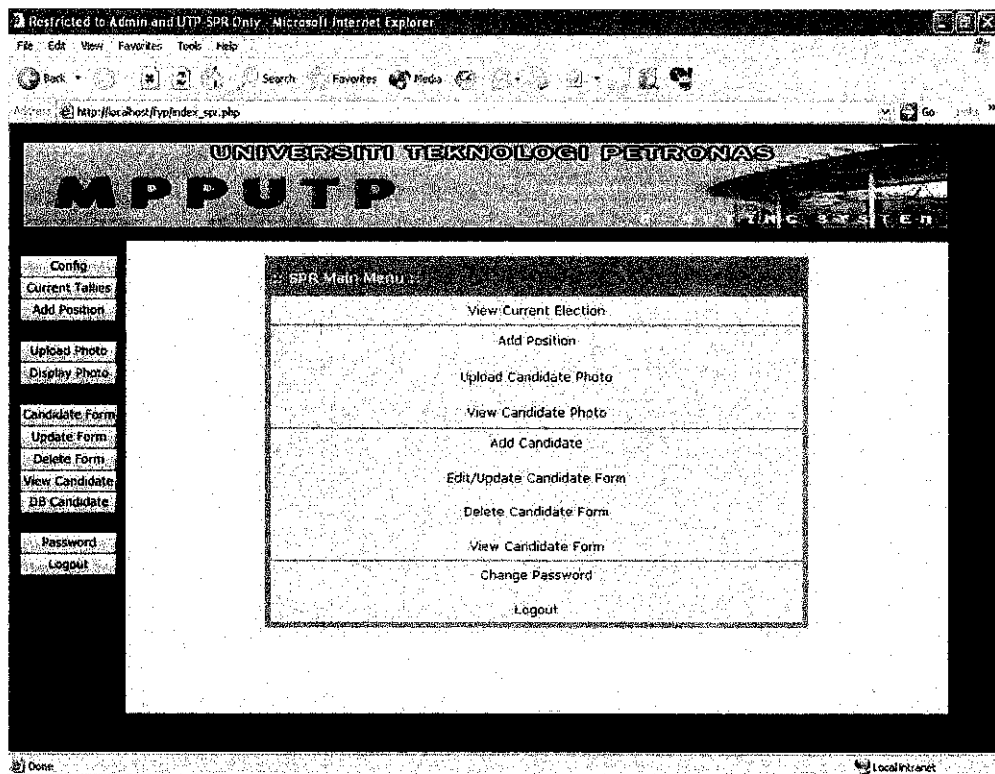 Restricted to Admin and UTP-SPR Only - Microsoft Internet Explorer
File Edit View Favorites Tools Help
Back Search Favorites Media
Address http://localhost/fyp/index_spr.php Go Links »
UNIVERSITI TEKNOLOGI PETRONAS
MPPUTP
SYSTEM
Config
Current Tallies
Add Position
Upload Photo
Display Photo
Candidate Form
Update Form
Delete Form
View Candidate
DB Candidate
Password
Logout
.: SPR Main Menu :.
View Current Election
Add Position
Upload Candidate Photo
View Candidate Photo
Add Candidate
Edit/Update Candidate Form
Delete Candidate Form
View Candidate Form
Change Password
Logout
Done Local intranet